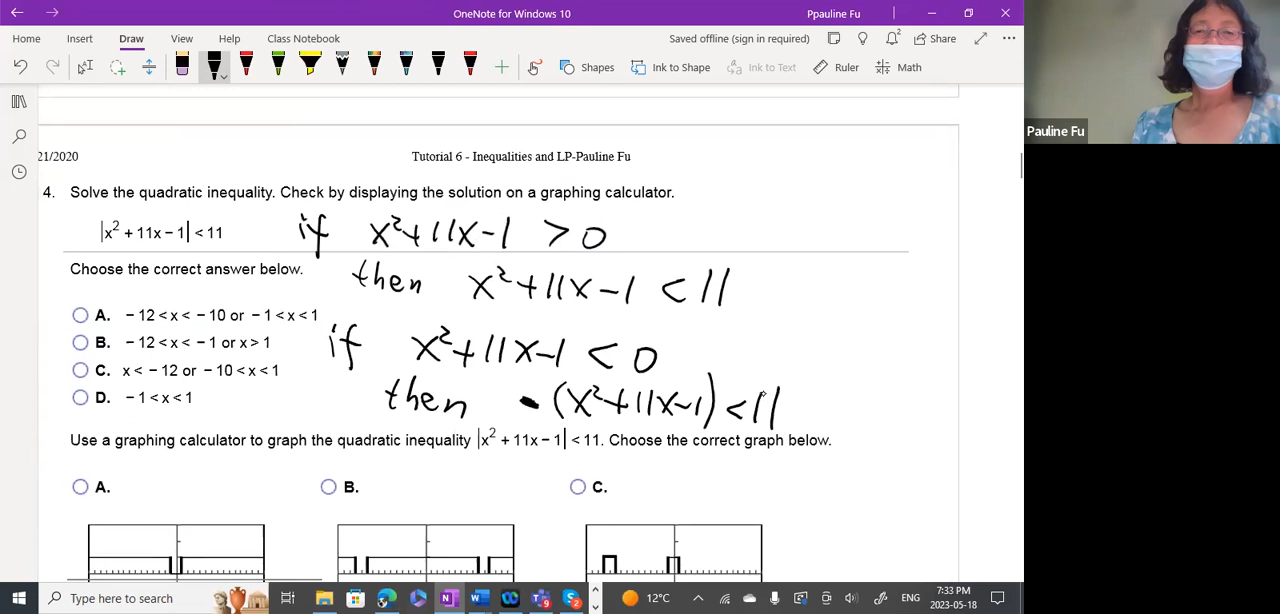 OneNote for Windows 10
Ppauline Fu
Home Insert Draw View Help Class Notebook
Saved offline (sign in required)
Share
Shapes Ink to Shape Ink to Text Ruler Math
Pauline Fu
21/2020
Tutorial 6 - Inequalities and LP-Pauline Fu
4. Solve the quadratic inequality. Check by displaying the solution on a graphing calculator.
|x² + 11x − 1| < 11 if x²+11x-1 > 0
Choose the correct answer below.
then x²+11x-1 < 11
A. − 12 < x < − 10 or − 1 < x < 1
if x²+11x-1 < 0
B. − 12 < x < − 1 or x > 1
C. x < − 12 or − 10 < x < 1
D. − 1 < x < 1
then -(x²+11x-1) < 11
Use a graphing calculator to graph the quadratic inequality |x² + 11x − 1| < 11. Choose the correct graph below.
A. B. C.
Type here to search
12°C
ENG
7:33 PM
2023-05-18